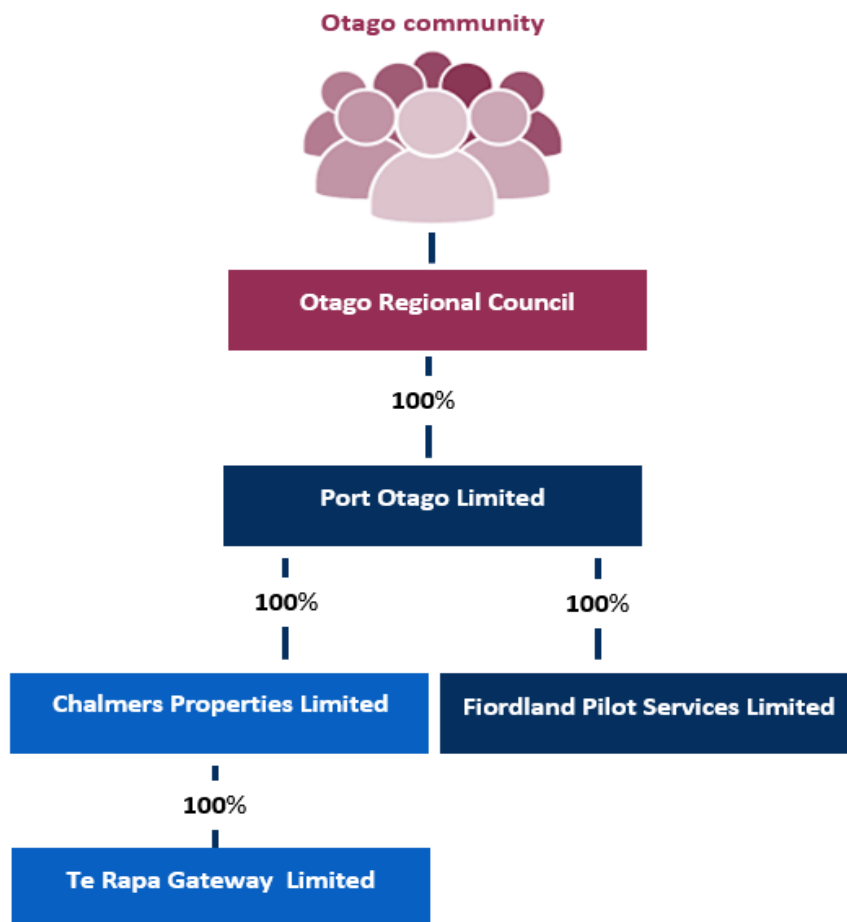 Otago community
Otago Regional Council
100%
Port Otago Limited
100%
100%
Chalmers Properties Limited
Fiordland Pilot Services Limited
100%
Te Rapa Gateway  Limited